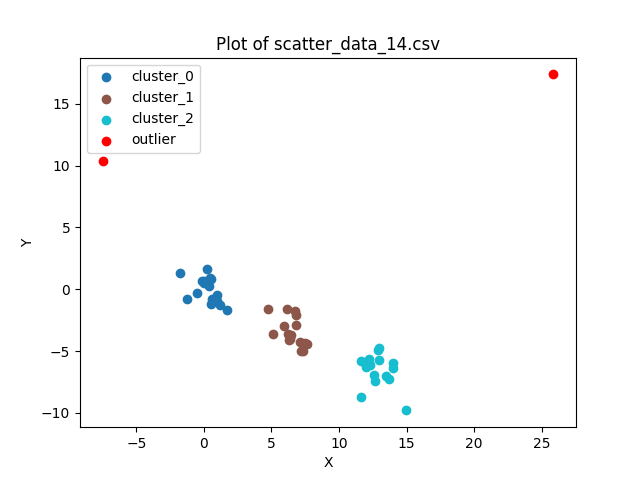 Plot of scatter_data_14.csv
cluster_0
cluster_1
cluster_2
outlier
15
10
5
0
−5
−10
Y
−5
0
5
10
15
20
25
X